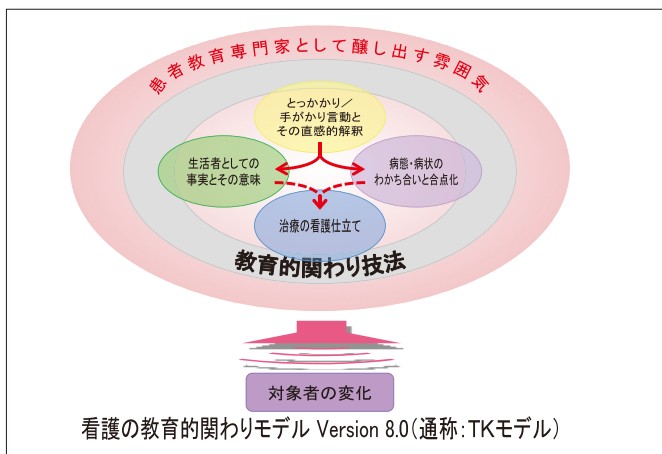 患者教育専門家として醸し出す雰囲気
とっかかり／
手がかり言動と
その直感的解釈
生活者としての
事実とその意味
病態・病状の
わかち合いと合点化
治療の看護仕立て
教育的関わり技法
対象者の変化
看護の教育的関わりモデル Version 8.0（通称：TKモデル）